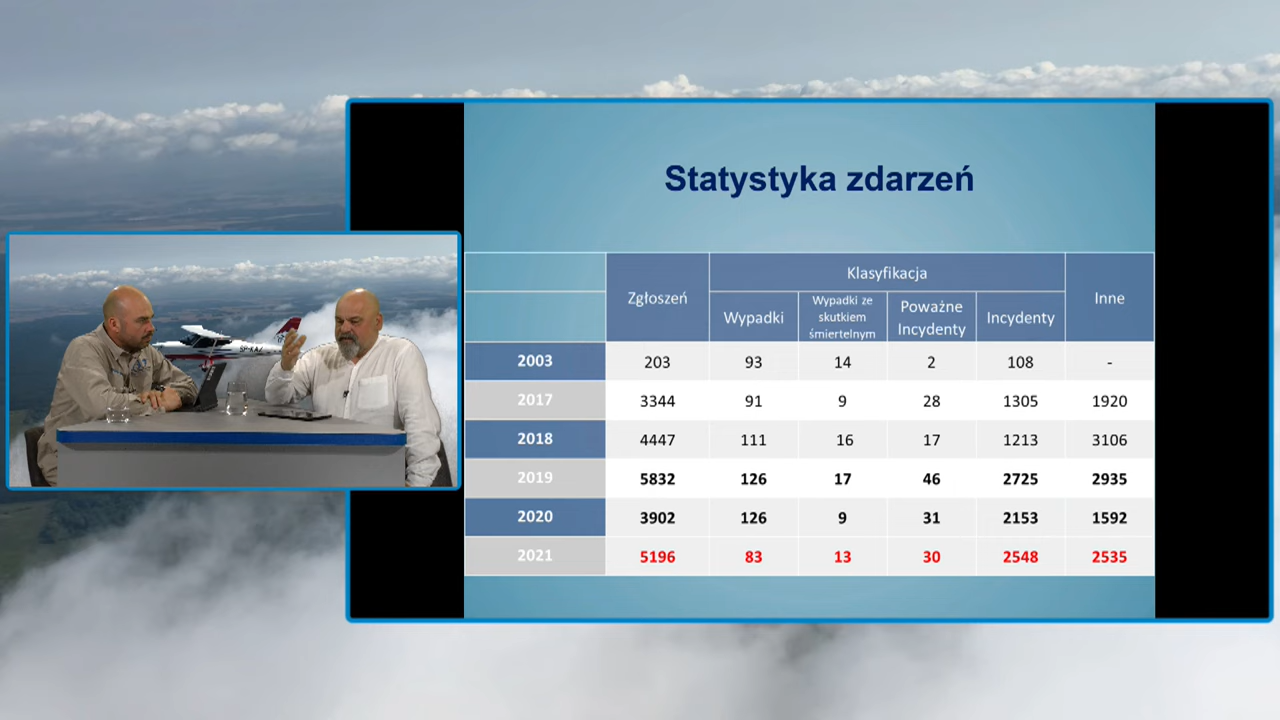 Statystyka zdarzeń
Zgłoszeń
Klasyfikacja
Inne
Wypadki
Wypadki ze
skutkiem
śmiertelnym
Poważne
Incydenty
Incydenty
2003 203 93 14 2 108 -
2017 3344 91 9 28 1305 1920
2018 4447 111 16 17 1213 3106
2019 5832 126 17 46 2725 2935
2020 3902 126 9 31 2153 1592
2021 5196 83 13 30 2548 2535
SP-KAZ